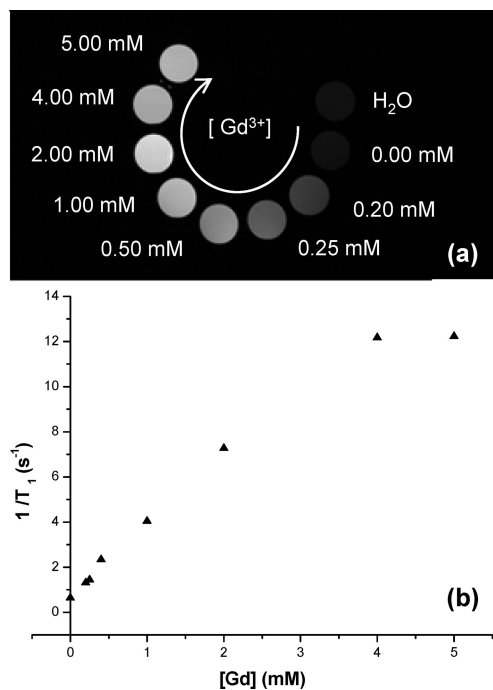 5.00 mM
4.00 mM
2.00 mM
1.00 mM
0.50 mM
0.25 mM
0.20 mM
0.00 mM
H₂O
[ Gd³⁺]
(a)
14
12
10
8
6
4
2
0
1/T₁ (s⁻¹)
0 1 2 3 4 5
[Gd] (mM)
(b)